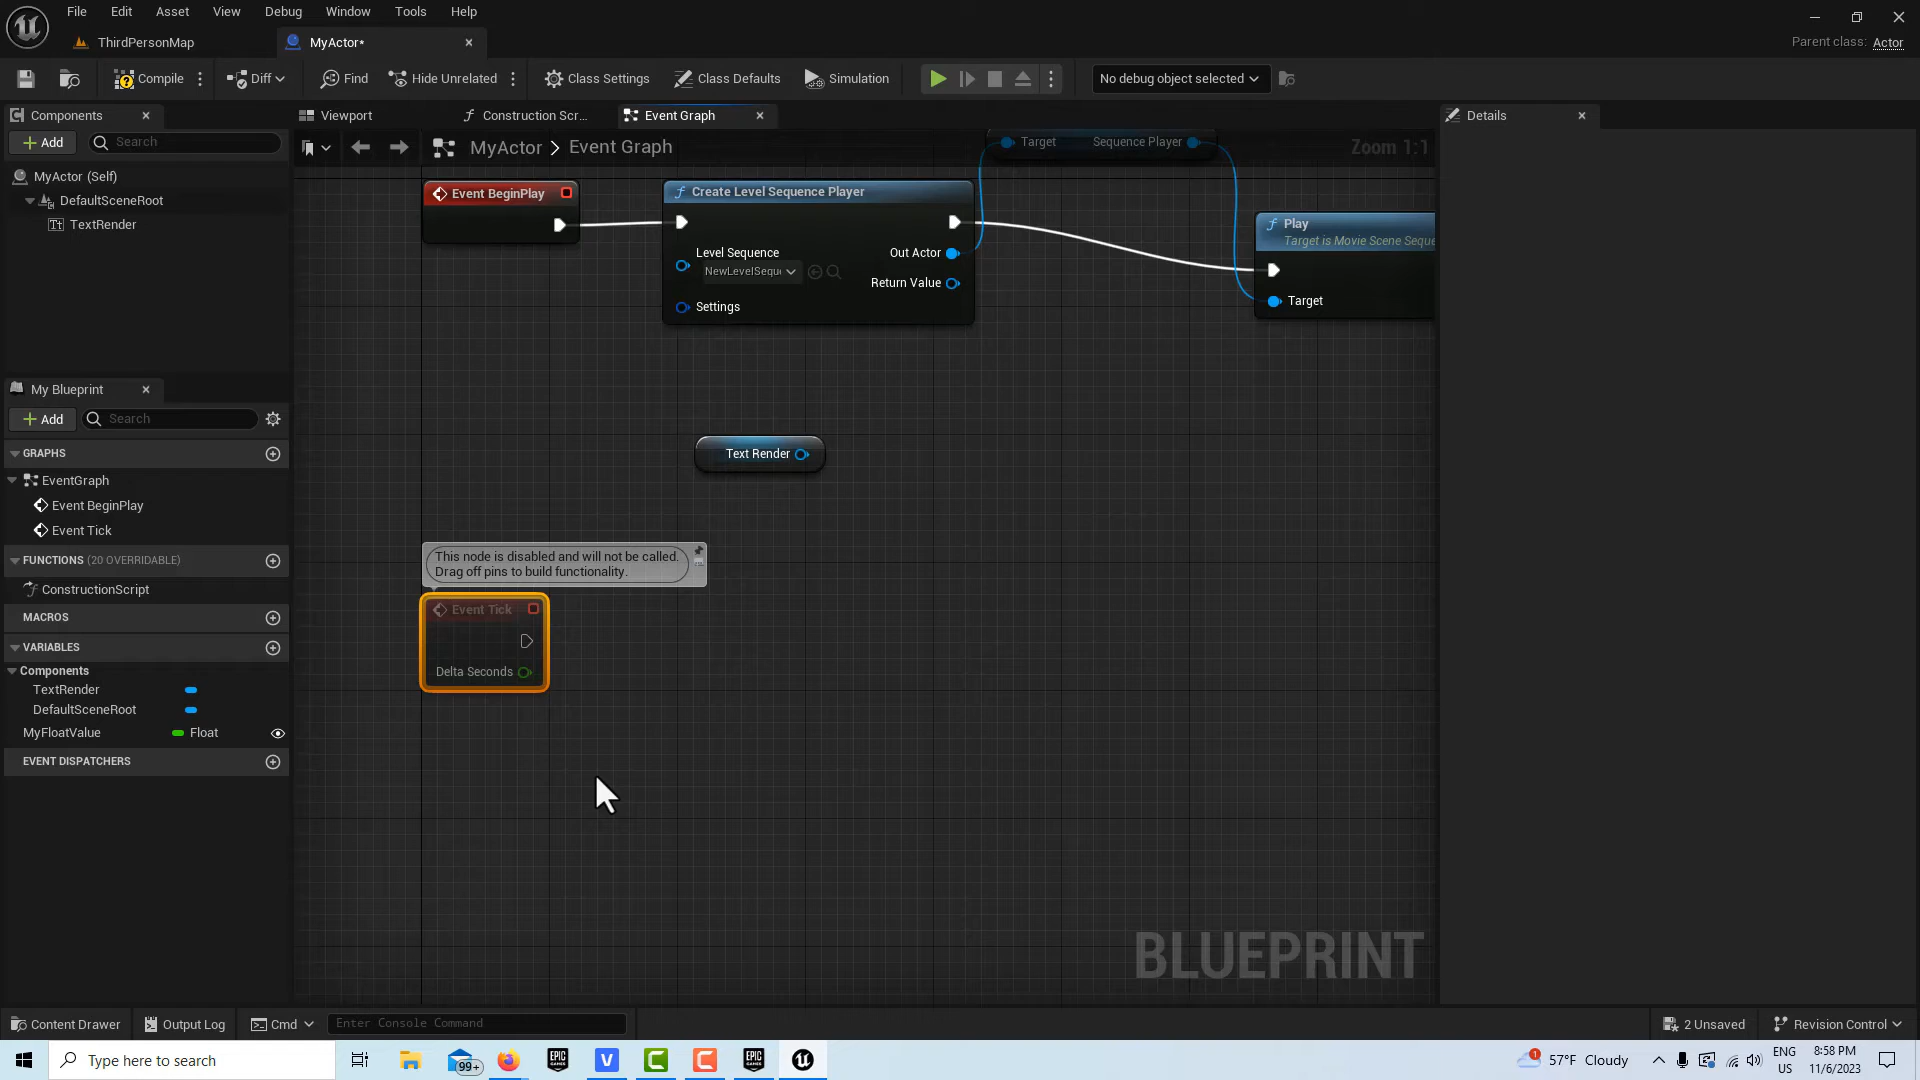 File Edit Asset View Debug Window Tools Help
ThirdPersonMap
MyActor*
Parent class: Actor
Compile
Diff
Find
Hide Unrelated
Class Settings
Class Defaults
Simulation
No debug object selected
Components
Add
Search
MyActor (Self)
DefaultSceneRoot
TextRender
My Blueprint
Add
Search
GRAPHS
EventGraph
Event BeginPlay
Event Tick
FUNCTIONS (20 OVERRIDABLE)
ConstructionScript
MACROS
VARIABLES
Components
TextRender
DefaultSceneRoot
MyFloatValue Float
EVENT DISPATCHERS
Viewport
Construction Scr...
Event Graph
MyActor > Event Graph
Zoom 1:1
Target Sequence Player
Event BeginPlay
Create Level Sequence Player
Level Sequence
NewLevelSequ
Settings
Out Actor
Return Value
Play
Target is Movie Scene Sequ
Target
Text Render
This node is disabled and will not be called.
Drag off pins to build functionality.
Event Tick
Delta Seconds
BLUEPRINT
Details
Content Drawer
Output Log
Cmd
Enter Console Command
2 Unsaved
Revision Control
Type here to search
99+
EPIC GAMES
V
C
C
EPIC GAMES
1
57°F Cloudy
ENG
US
8:58 PM
11/6/2023